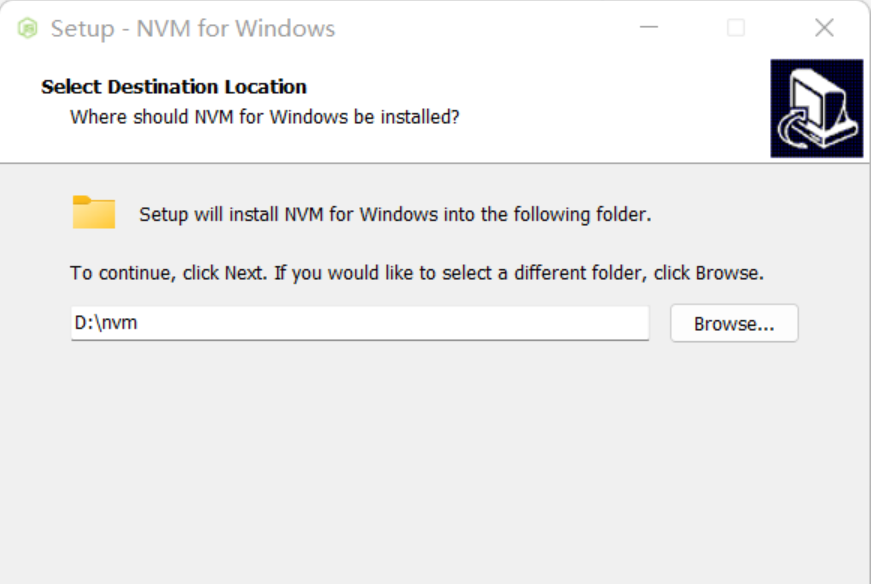 Setup - NVM for Windows
Select Destination Location
Where should NVM for Windows be installed?
Setup will install NVM for Windows into the following folder.
To continue, click Next. If you would like to select a different folder, click Browse.
D:\nvm
Browse...